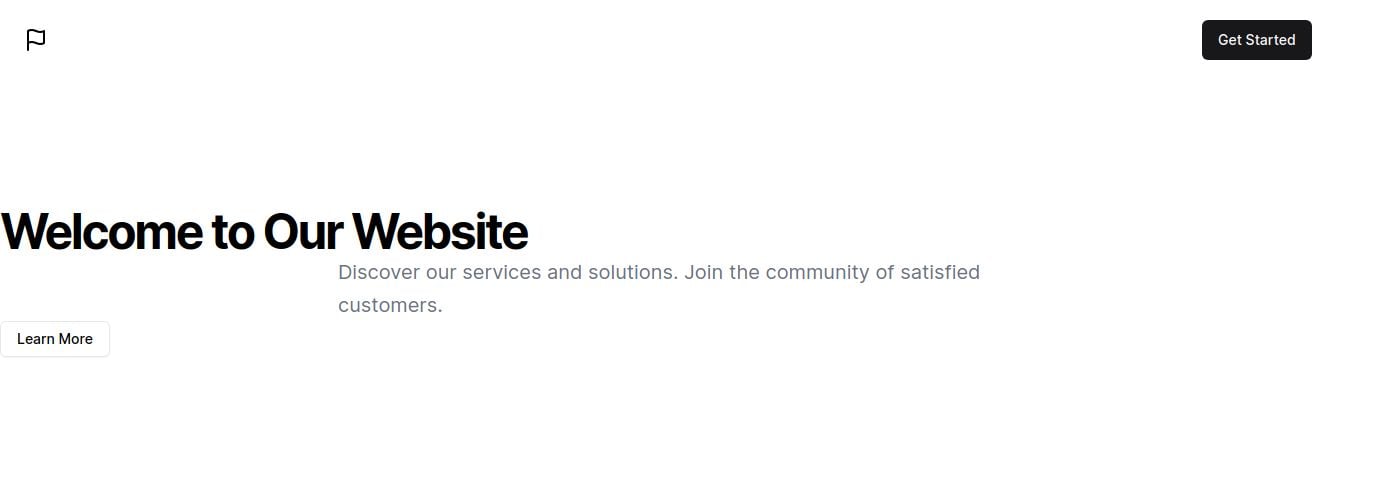 Get Started
Welcome to Our Website
Discover our services and solutions. Join the community of satisfied
customers.
Learn More